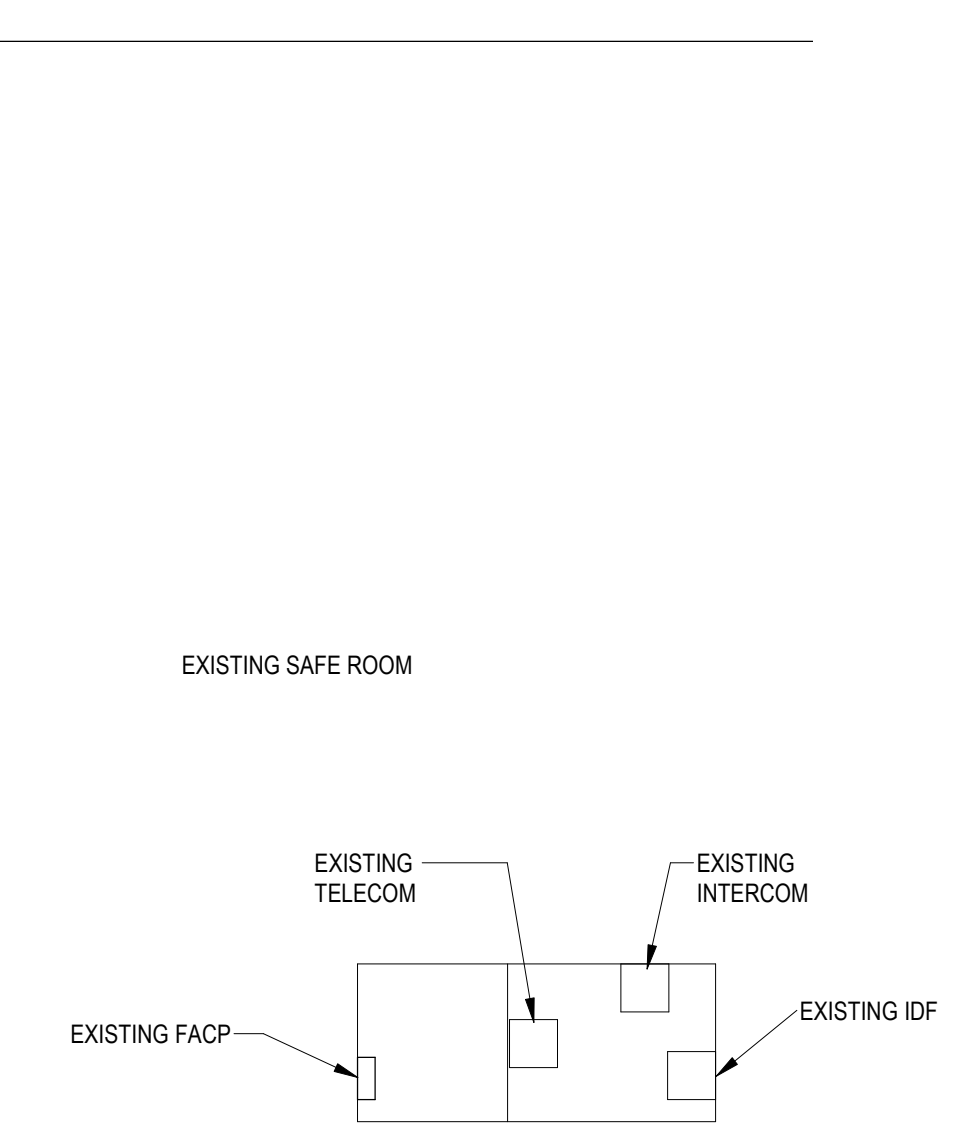 EXISTING SAFE ROOM
EXISTING
TELECOM
EXISTING
INTERCOM
EXISTING IDF
EXISTING FACP